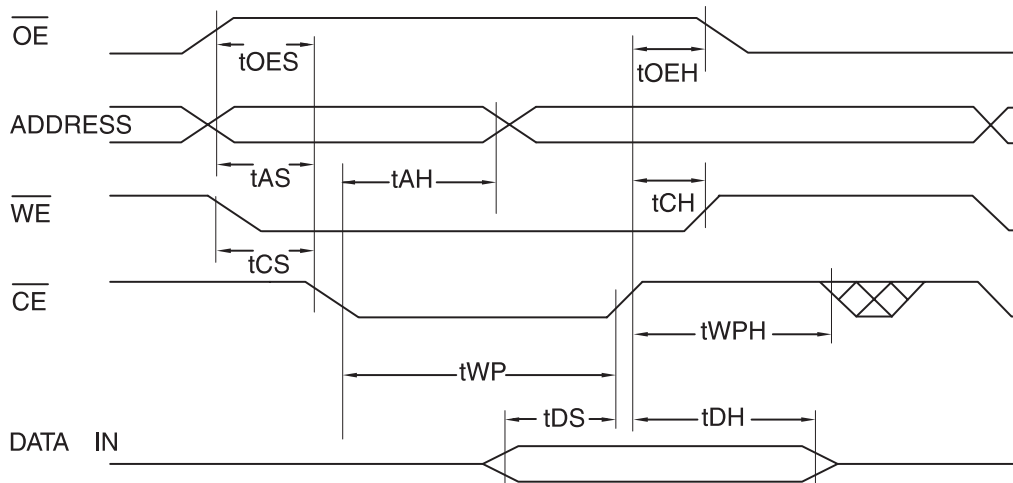 OE
tOES
tOEH
ADDRESS
tAS
tAH
WE
tCH
tCS
CE
tWPH
tWP
tDS
tDH
DATA IN